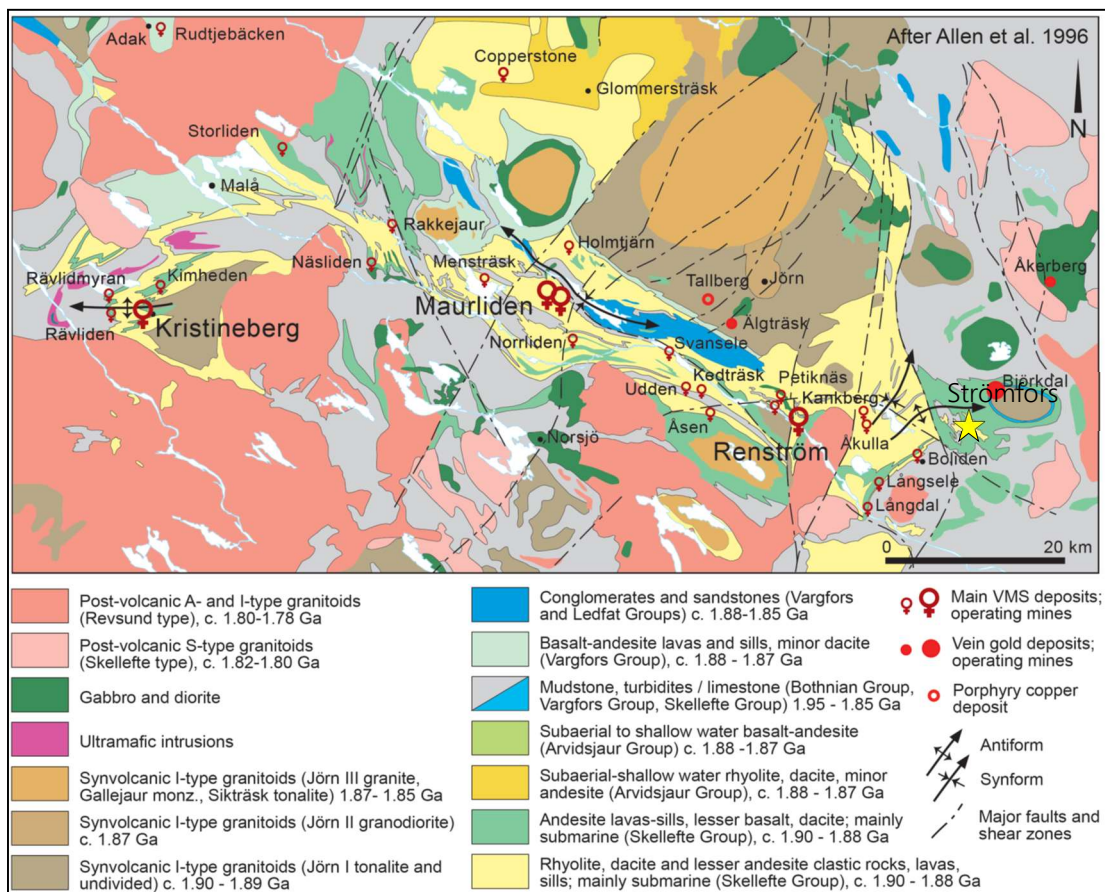 After Allen et al. 1996
Adak
Rudtjebäcken
Copperstone
Glommersträsk
N
Storliden
Malå
Rakkejaur
Holmtjärn
Rävlidmyran
Kimheden
Näsliden
Mensträsk
Tallberg
Jörn
Åkerberg
Maurliden
Älgträsk
Rävliden
Kristineberg
Norrliden
Svansele
Udden
Kedträsk
Petiknäs
Kankberg
Björkdal
Strömfors
Åsen
Norsjö
Renström
Åkulla
Boliden
Långsele
Långdal
0 20 km
Post-volcanic A- and I-type granitoids
(Revsund type), c. 1.80-1.78 Ga
Post-volcanic S-type granitoids
(Skellefte type), c. 1.82-1.80 Ga
Gabbro and diorite
Ultramafic intrusions
Synvolcanic I-type granitoids (Jörn III granite,
Gallejaur monz., Sikträsk tonalite) 1.87- 1.85 Ga
Synvolcanic I-type granitoids (Jörn II granodiorite)
c. 1.87 Ga
Synvolcanic I-type granitoids (Jörn I tonalite and
undivided) c. 1.90 - 1.89 Ga
Conglomerates and sandstones (Vargfors
and Ledfat Groups) c. 1.88-1.85 Ga
Basalt-andesite lavas and sills, minor dacite
(Vargfors Group), c. 1.88 - 1.87 Ga
Mudstone, turbidites / limestone (Bothnian Group,
Vargfors Group, Skellefte Group) 1.95 - 1.85 Ga
Subaerial to shallow water basalt-andesite
(Arvidsjaur Group) c. 1.88 -1.87 Ga
Subaerial-shallow water rhyolite, dacite, minor
andesite (Arvidsjaur Group), c. 1.88 - 1.87 Ga
Andesite lavas-sills, lesser basalt, dacite; mainly
submarine (Skellefte Group), c. 1.90 - 1.88 Ga
Rhyolite, dacite and lesser andesite clastic rocks, lavas,
sills; mainly submarine (Skellefte Group), c. 1.90 - 1.88 Ga
Main VMS deposits;
operating mines
Vein gold deposits;
operating mines
Porphyry copper
deposit
Antiform
Synform
Major faults and
shear zones